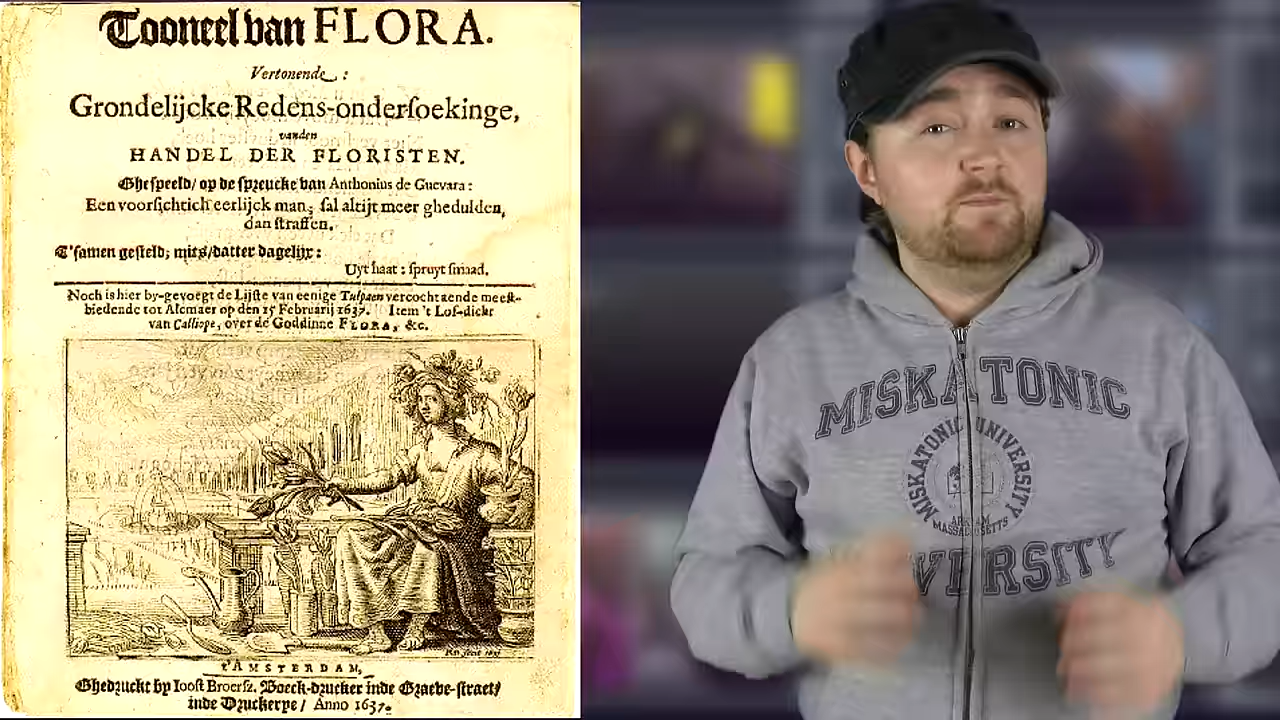 Tooneel van FLORA.
Vertonende :
Grondelijcke Redens-onderſoekinge,
vanden
HANDEL DER FLORISTEN.
Gheſpeelt/ op de ſpreucke van Anthonius de Guevara:
Een voorſichtich eerlijck man, ſal altijt meer ghedulden,
dan ſtraffen.
T'ſamen geſteld; mits/datter dagelijx:
Uyt haat: ſpruyt ſmaad.
Noch is hier by-gevoegt de Lijſte van eenige Tulpaen vercocht aende meeſt-
biedende tot Alcmaer op den 15 Februarij 1637. Item 't Lof-dicht
van Calliope, over de Goddinne FLORA, &c.
t'AMSTERDAM,
Ghedruckt by Iooſt Broerſz. Boeck-drucker inde Graeve-ſtraet/
inde Druckerye / Anno 1637.
MISKATONIC
MISKATONIC UNIVERSITY
ARKHAM
MASSACHUSETTS
VERSITY